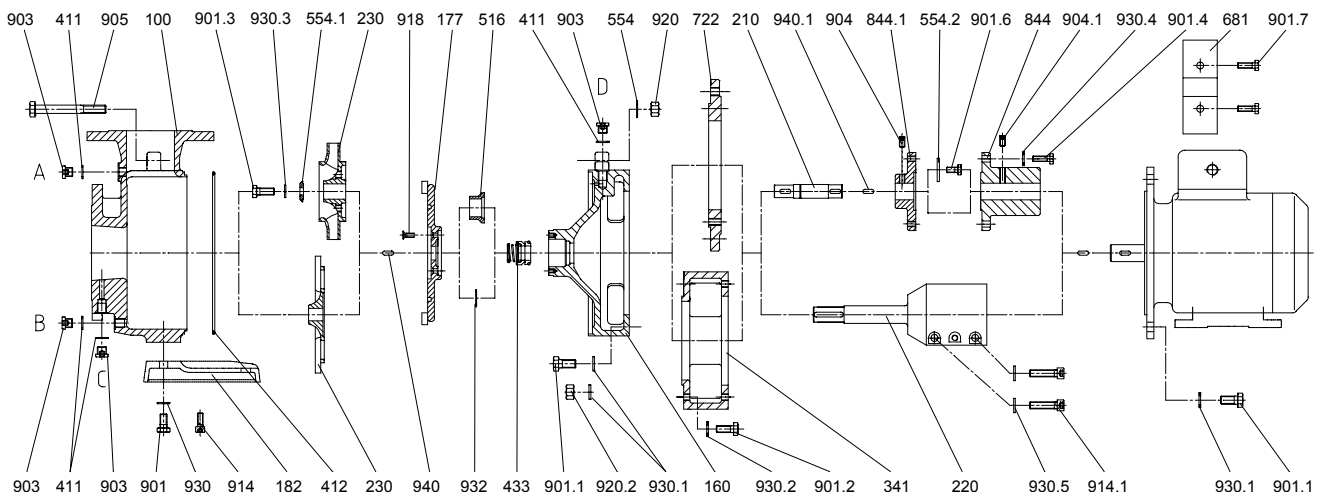 903 411 905 100 901.3 930.3 554.1 230 918 177 516 411 903 554 920 722 210 940.1 904 844.1 554.2 901.6 844 904.1 930.4 901.4 681 901.7
D
A
B
C
903 411 903 901 930 914 182 412 230 940 932 433 901.1 920.2 930.1 160 930.2 901.2 341 220 930.5 914.1 930.1 901.1